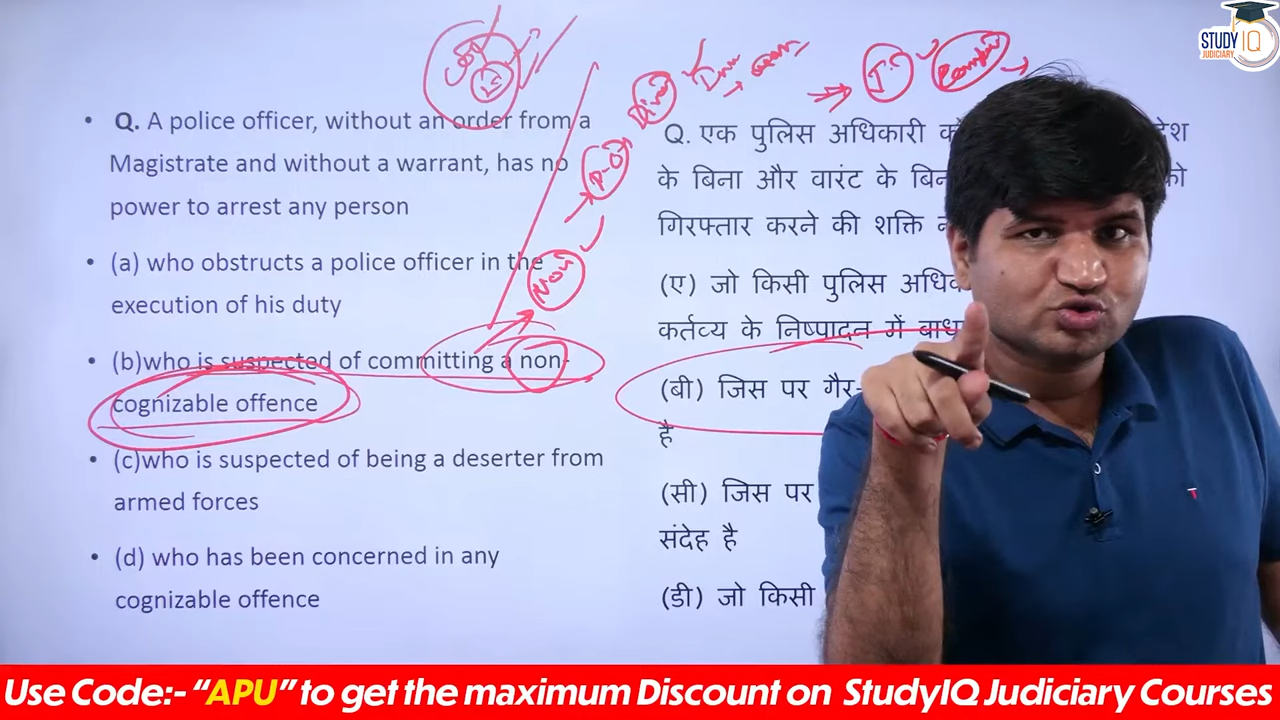 STUDY IQ
JUDICIARY
• Q. A police officer, without an order from a
Magistrate and without a warrant, has no
power to arrest any person
• (a) who obstructs a police officer in the
execution of his duty
• (b)who is suspected of committing a non-
cognizable offence
• (c)who is suspected of being a deserter from
armed forces
• (d) who has been concerned in any
cognizable offence
Q. एक पुलिस अधिकारी
के बिना और वारंट के
गिरफ्तार करने की शक्ति
(ए) जो किसी पुलिस
कर्तव्य के निष्पादन में
(बी) जिस पर
है
(सी) जिस पर
संदेह है
(डी) जो किसी
P.O
Use Code:- “APU” to get the maximum Discount on StudyIQ Judiciary Courses